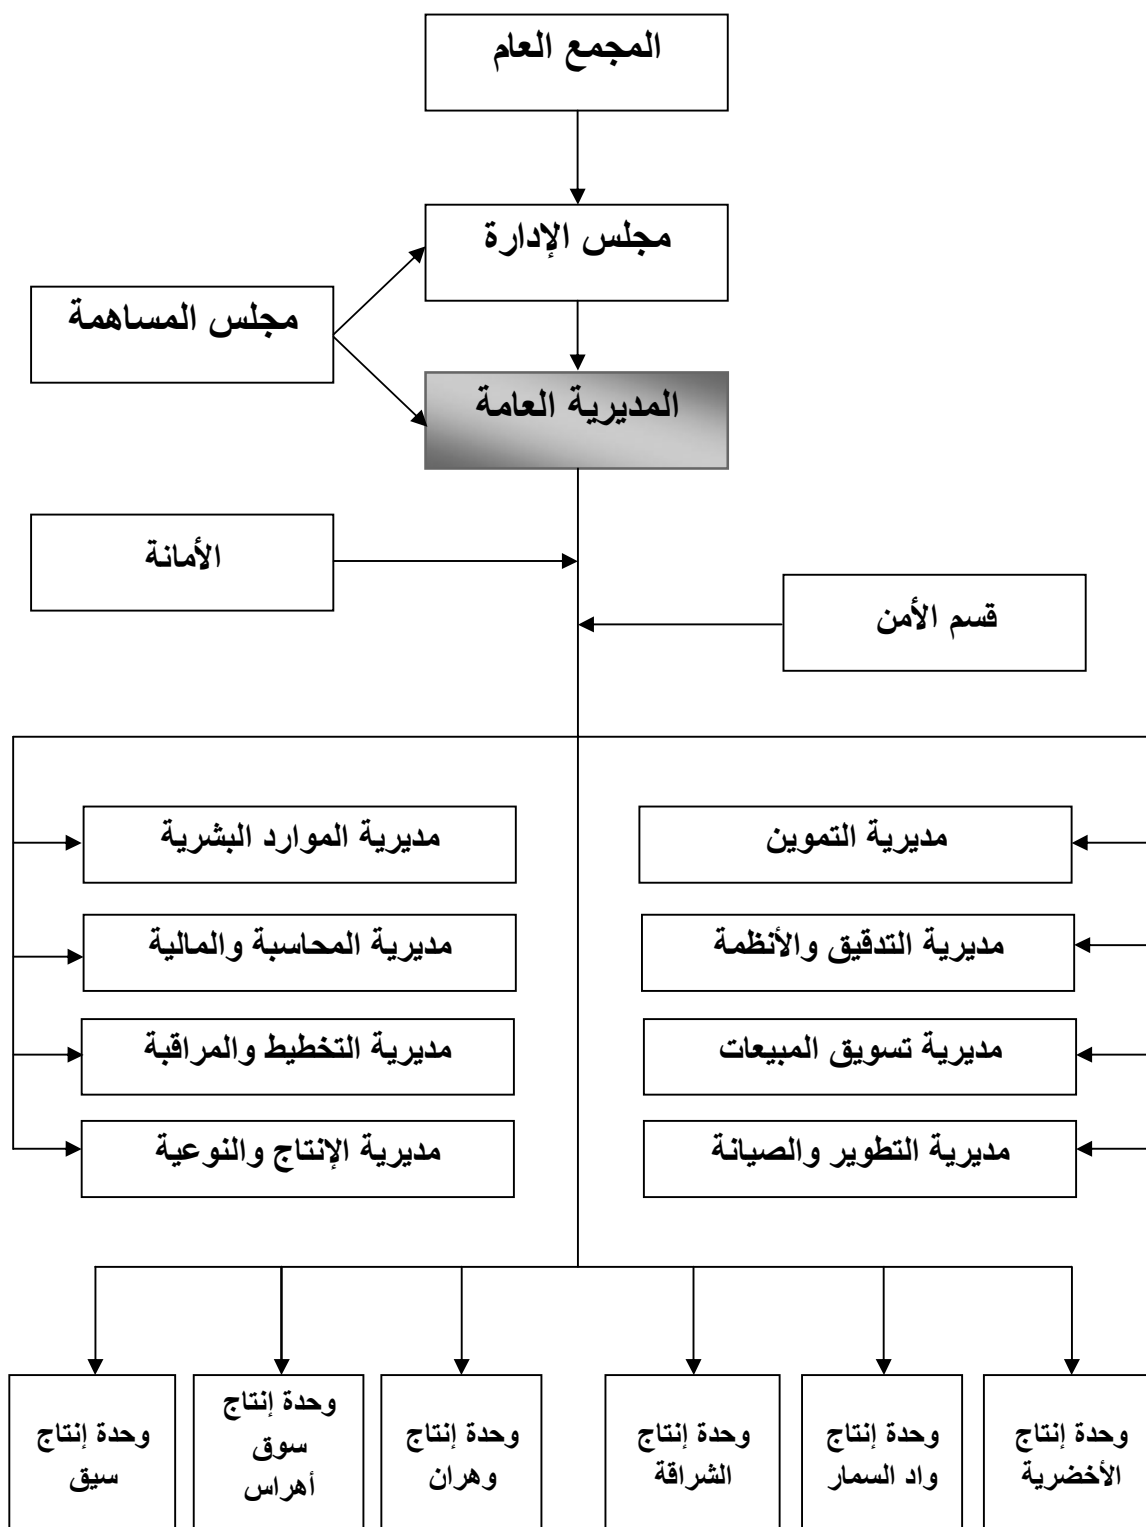 المجمع العام
مجلس الإدارة
مجلس المساهمة
المديرية العامة
الأمانة
قسم الأمن
مديرية التموين
مديرية الموارد البشرية
مديرية التدقيق والأنظمة
مديرية المحاسبة والمالية
مديرية تسويق المبيعات
مديرية التخطيط والمراقبة
مديرية التطوير والصيانة
مديرية الإنتاج والنوعية
وحدة إنتاج
الأخضرية
وحدة إنتاج
واد السمار
وحدة إنتاج
الشراقة
وحدة إنتاج
وهران
وحدة إنتاج
سوق
أهراس
وحدة إنتاج
سيق